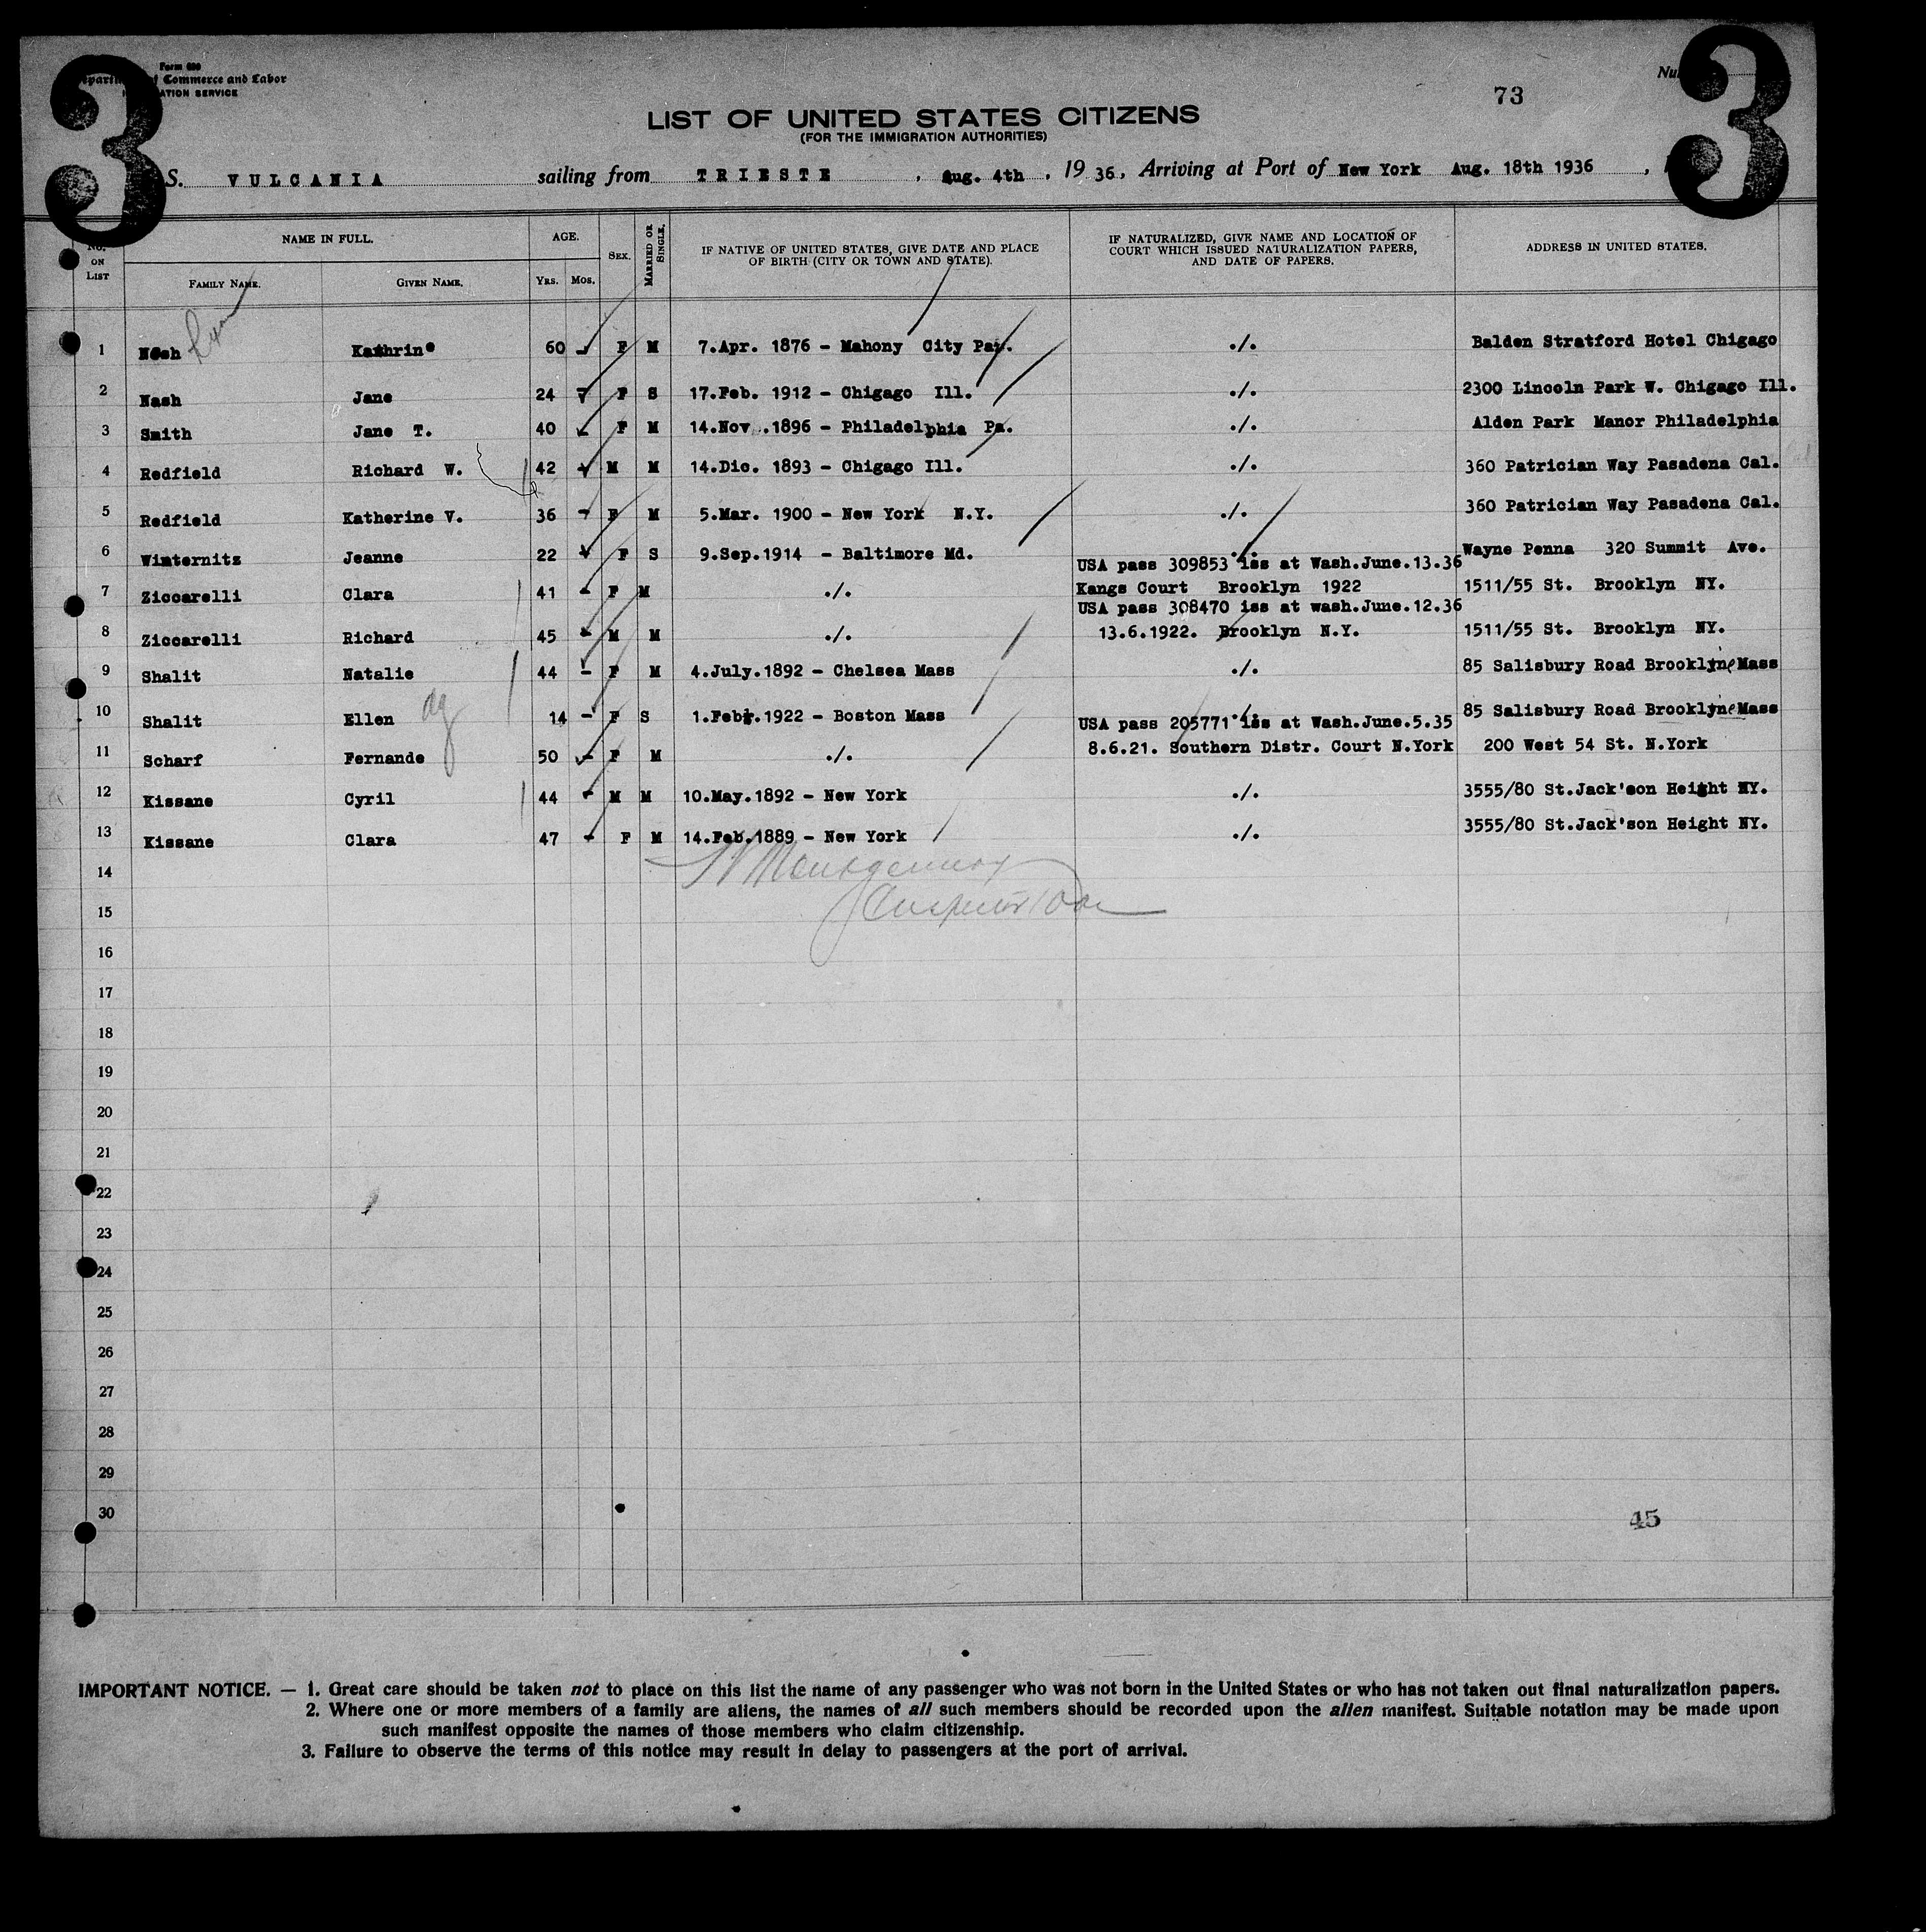 3
3
Form 600
Department of Commerce and Labor
IMMIGRATION SERVICE
73
LIST OF UNITED STATES CITIZENS
(FOR THE IMMIGRATION AUTHORITIES)
S. VULCANIA sailing from TRIESTE, Aug. 4th, 1936, Arriving at Port of New York Aug. 18th 1936,
No. ON LIST
NAME IN FULL.
FAMILY NAME.
GIVEN NAME.
AGE.
YRS. MOS.
SEX.
MARRIED OR SINGLE.
IF NATIVE OF UNITED STATES, GIVE DATE AND PLACE
OF BIRTH (CITY OR TOWN AND STATE).
IF NATURALIZED, GIVE NAME AND LOCATION OF
COURT WHICH ISSUED NATURALIZATION PAPERS,
AND DATE OF PAPERS.
ADDRESS IN UNITED STATES.
1 Nash Kathrine 60 - F M 7.Apr. 1876 - Mahony City Pa. ./. Balden Stratford Hotel Chigago
2 Nash Jane 24 - F S 17.Feb. 1912 - Chigago Ill. ./. 2300 Lincoln Park W. Chigago Ill.
3 Smith Jane T. 40 - F M 14.Nov..1896 - Philadelphia Pa. ./. Alden Park Manor Philadelphia
4 Redfield Richard W. 42 - M M 14.Dic. 1893 - Chigago Ill. ./. 360 Patrician Way Pasadena Cal.
5 Redfield Katherine V. 36 - F M 5.Mar. 1900 - New York N.Y. ./. 360 Patrician Way Pasadena Cal.
6 Winternitz Jeanne 22 - F S 9.Sep.1914 - Baltimore Md. ./. Wayne Penna 320 Summit Ave.
USA pass 309853 iss at Wash.June.13.36
7 Ziccarelli Clara 41 - F M ./. Kangs Court Brooklyn 1922 1511/55 St. Brooklyn NY.
USA pass 308470 iss at wash.June.12.36
8 Ziccarelli Richard 45 - M M ./. 13.6.1922. Brooklyn N.Y. 1511/55 St. Brooklyn NY.
9 Shalit Natalie 44 - F M 4.July.1892 - Chelsea Mass ./. 85 Salisbury Road Brookline Mass
10 Shalit Ellen 14 - F S 1.Feb.1922 - Boston Mass ./. 85 Salisbury Road Brookline Mass
USA pass 205771 iss at Wash.June.5.35
11 Scharf Fernande 50 - F M ./. 8.6.21. Southern Distr. Court N.York 200 West 54 St. N.York
12 Kissane Cyril 44 - M M 10.May.1892 - New York ./. 3555/80 St.Jack'son Height NY.
13 Kissane Clara 47 - F M 14.Feb.1889 - New York ./. 3555/80 St.Jack'son Height NY.
14
Montgomery
15
Inspector
16
17
18
19
20
21
22
23
24
25
26
27
28
29
30
45
IMPORTANT NOTICE. — 1. Great care should be taken not to place on this list the name of any passenger who was not born in the United States or who has not taken out final naturalization papers.
2. Where one or more members of a family are aliens, the names of all such members should be recorded upon the alien manifest. Suitable notation may be made upon
such manifest opposite the names of those members who claim citizenship.
3. Failure to observe the terms of this notice may result in delay to passengers at the port of arrival.